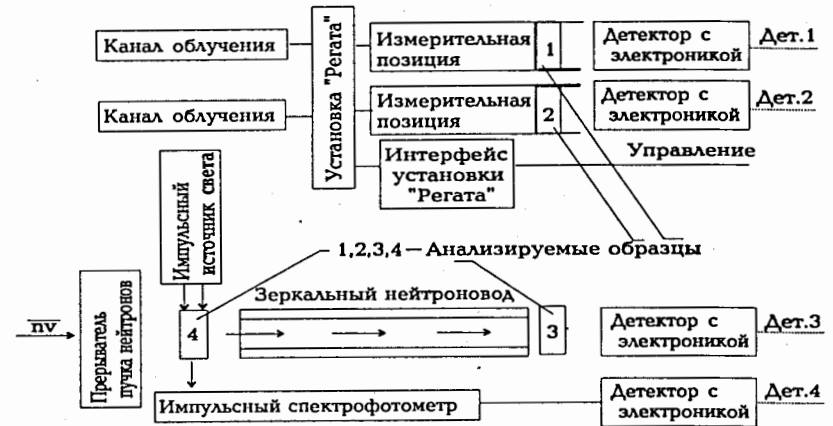 Канал облучения
Установка "Регата"
Измерительная
позиция
1
Детектор с
электроникой
Дет.1
Канал облучения
Измерительная
позиция
2
Детектор с
электроникой
Дет.2
Интерфейс
установки
"Регата"
Управление
Импульсный
источник света
1,2,3,4 — Анализируемые образцы
Зеркальный нейтроновод
nv
Прерыватель
пучка нейтронов
4
3
Детектор с
электроникой
Дет.3
Импульсный спектрофотометр
Детектор с
электроникой
Дет.4